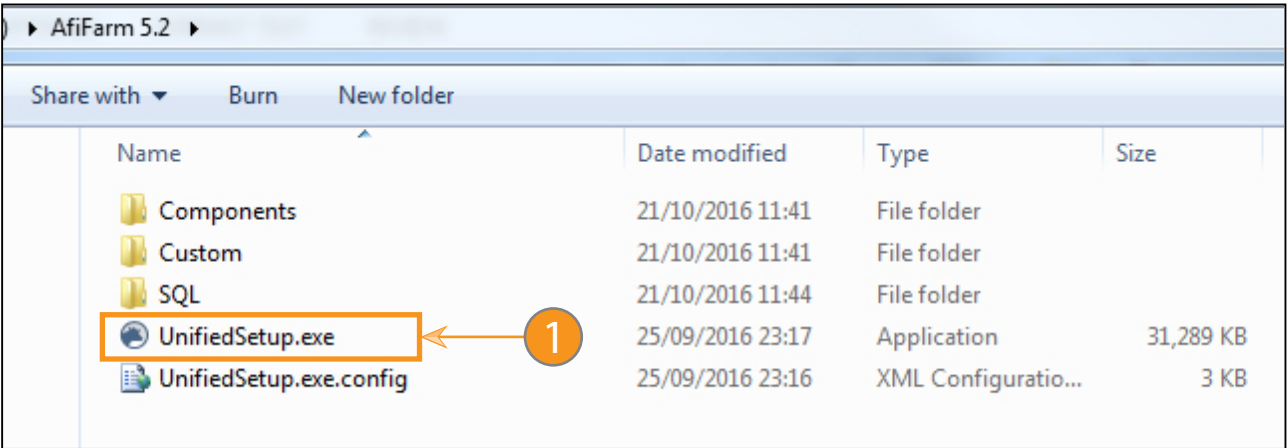 ) ▸ AfiFarm 5.2 ▸
Share with ▾ Burn New folder
Name Date modified Type Size
Components 21/10/2016 11:41 File folder
Custom 21/10/2016 11:41 File folder
SQL 21/10/2016 11:44 File folder
UnifiedSetup.exe 1 25/09/2016 23:17 Application 31,289 KB
UnifiedSetup.exe.config 25/09/2016 23:16 XML Configuratio... 3 KB